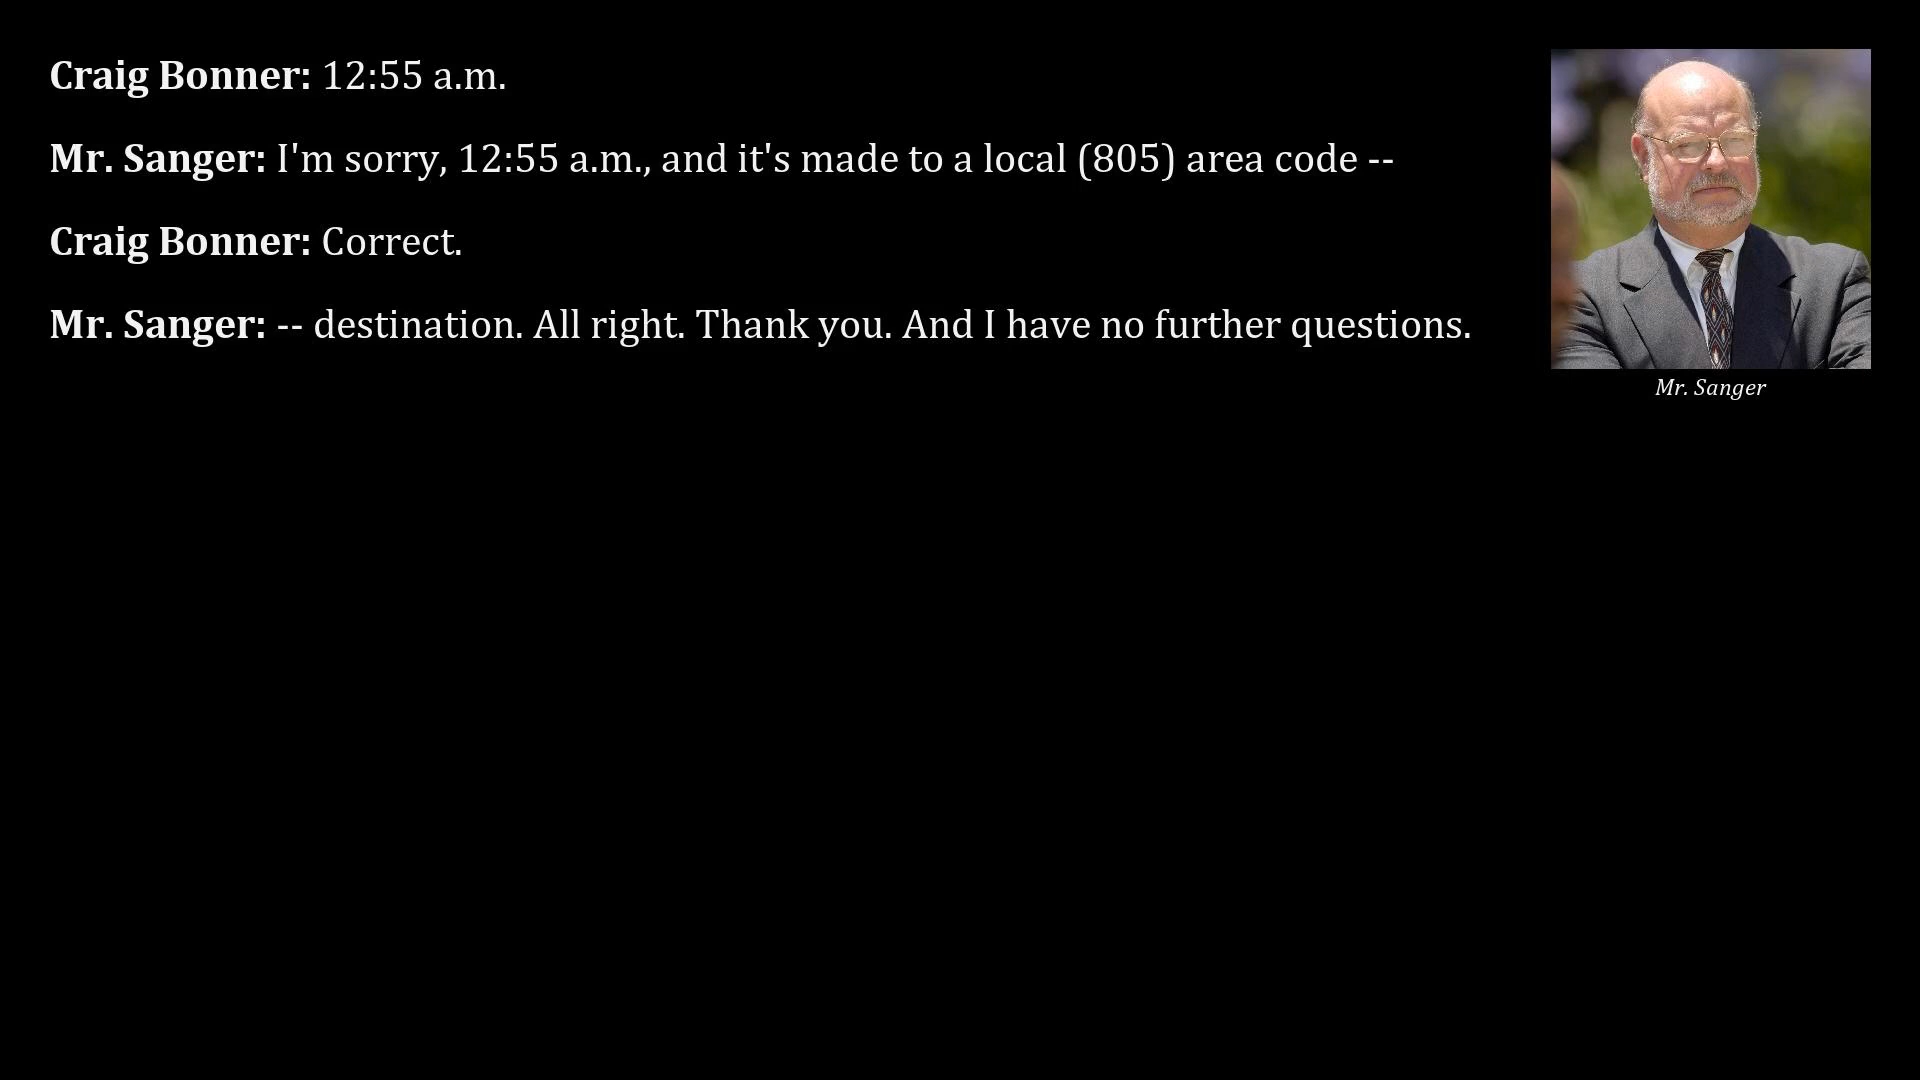 Craig Bonner: 12:55 a.m.
Mr. Sanger: I'm sorry, 12:55 a.m., and it's made to a local (805) area code --
Craig Bonner: Correct.
Mr. Sanger: -- destination. All right. Thank you. And I have no further questions.
Mr. Sanger